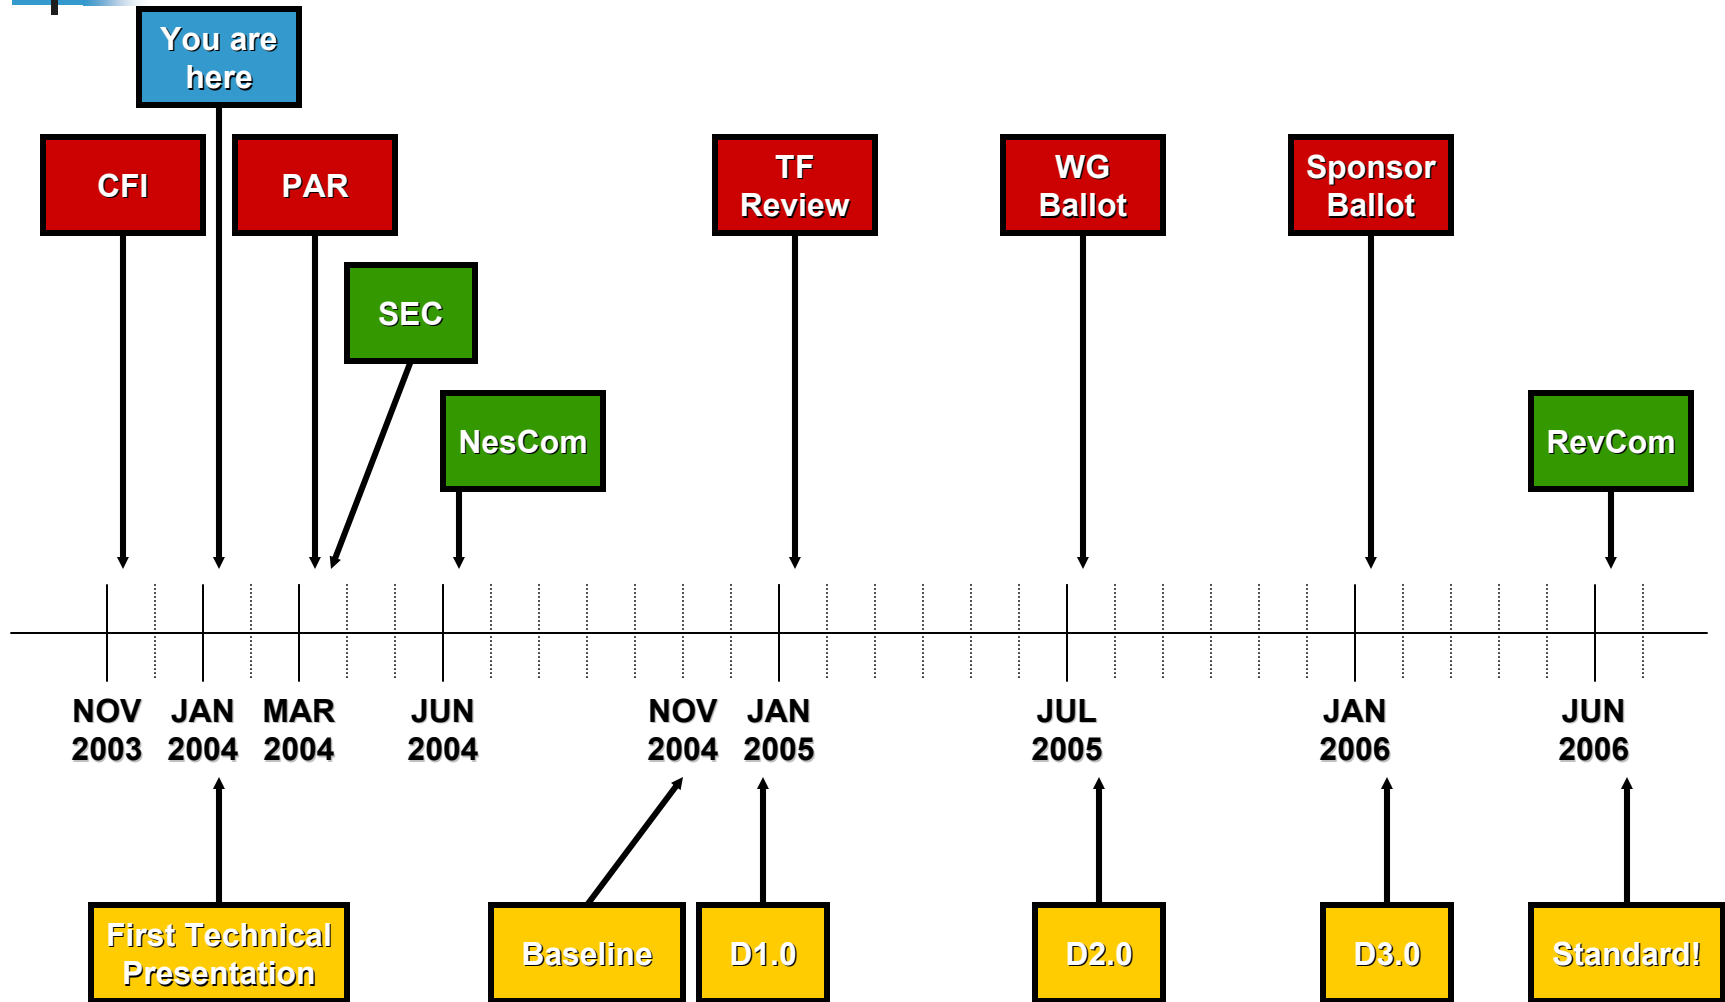 You are
here
CFI
PAR
TF
Review
WG
Ballot
Sponsor
Ballot
SEC
NesCom
RevCom
NOV
2003
JAN
2004
MAR
2004
JUN
2004
NOV
2004
JAN
2005
JUL
2005
JAN
2006
JUN
2006
First Technical
Presentation
Baseline
D1.0
D2.0
D3.0
Standard!